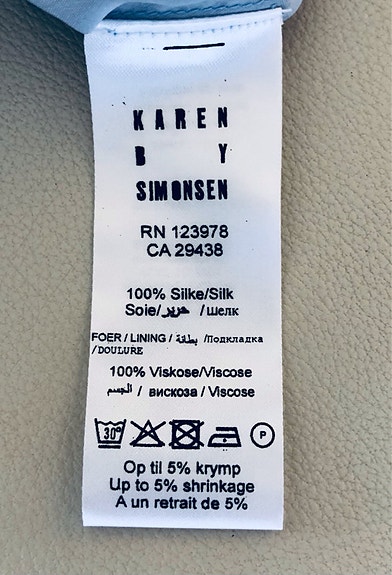 KAREN
B Y
SIMONSEN
RN 123978
CA 29438
100% Silke/Silk
Soie/حرير /шелк
FOER / LINING / بطانة /Подкладка
/DOULURE
100% Viskose/Viscose
الجسم / вискоза / Viscose
30°
P
Op til 5% krymp
Up to 5% shrinkage
A un retrait de 5%